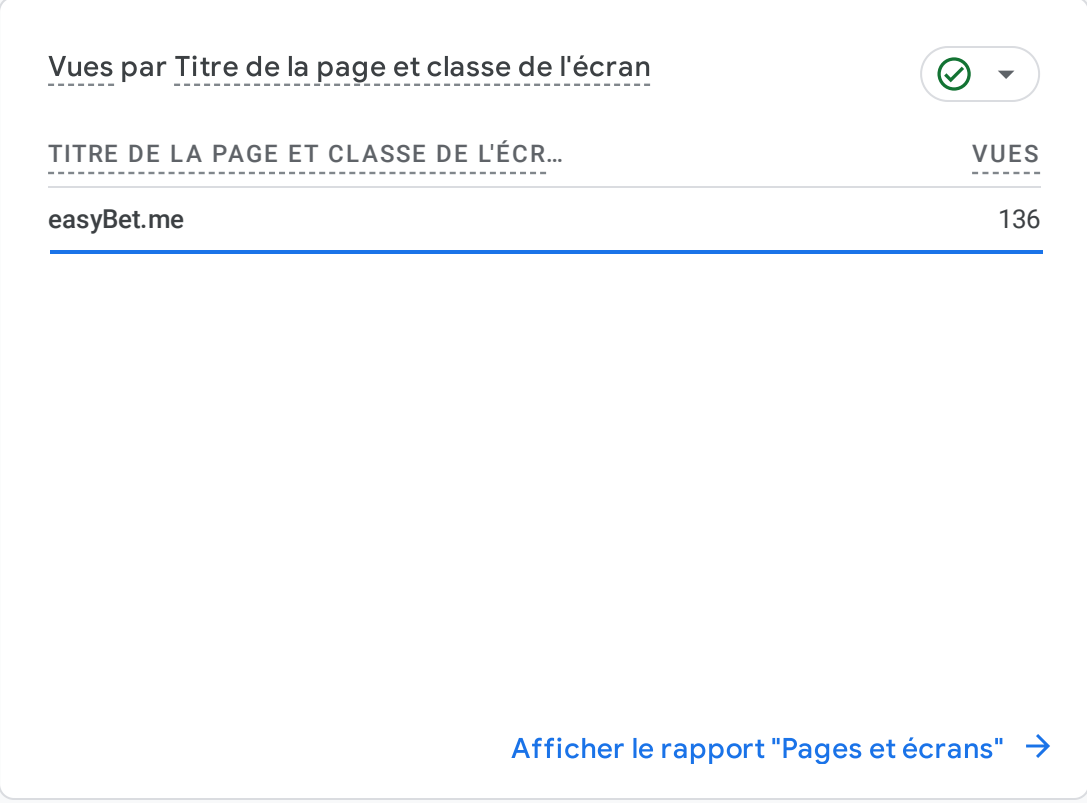 Vues par Titre de la page et classe de l'écran
TITRE DE LA PAGE ET CLASSE DE L'ÉCR… VUES
easyBet.me 136
Afficher le rapport "Pages et écrans"